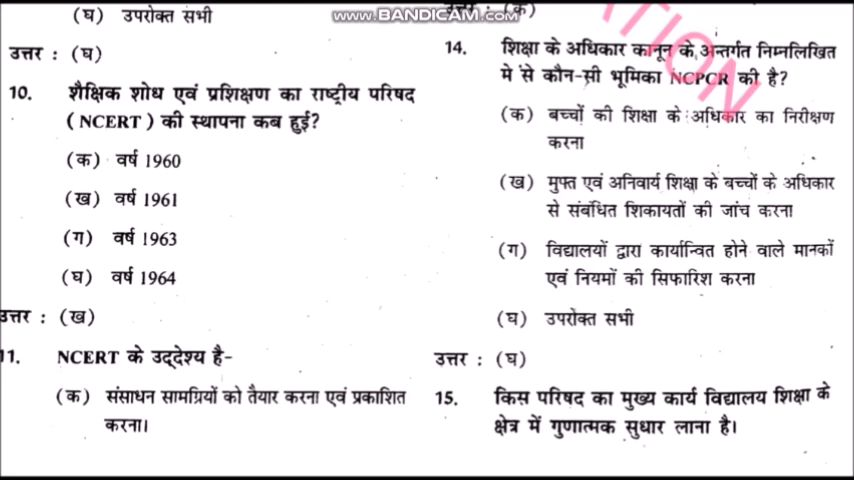 www.BANDICAM.com
(घ) उपरोक्त सभी
उत्तर : (घ)
10. शैक्षिक शोध एवं प्रशिक्षण का राष्ट्रीय परिषद
(NCERT) की स्थापना कब हुई?
(क) वर्ष 1960
(ख) वर्ष 1961
(ग) वर्ष 1963
(घ) वर्ष 1964
उत्तर : (ख)
11. NCERT के उद्देश्य है-
(क) संसाधन सामग्रियों को तैयार करना एवं प्रकाशित
करना।
उत्तर : (क)
14. शिक्षा के अधिकार कानून के अन्तर्गत निम्नलिखित
मे से कौन-सी भूमिका NCPCR की है?
(क) बच्चों की शिक्षा के अधिकार का निरीक्षण
करना
(ख) मुफ्त एवं अनिवार्य शिक्षा के बच्चों के अधिकार
से संबंधित शिकायतों की जांच करना
(ग) विद्यालयों द्वारा कार्यान्वित होने वाले मानकों
एवं नियमों की सिफारिश करना
(घ) उपरोक्त सभी
उत्तर : (घ)
15. किस परिषद का मुख्य कार्य विद्यालय शिक्षा के
क्षेत्र में गुणात्मक सुधार लाना है।